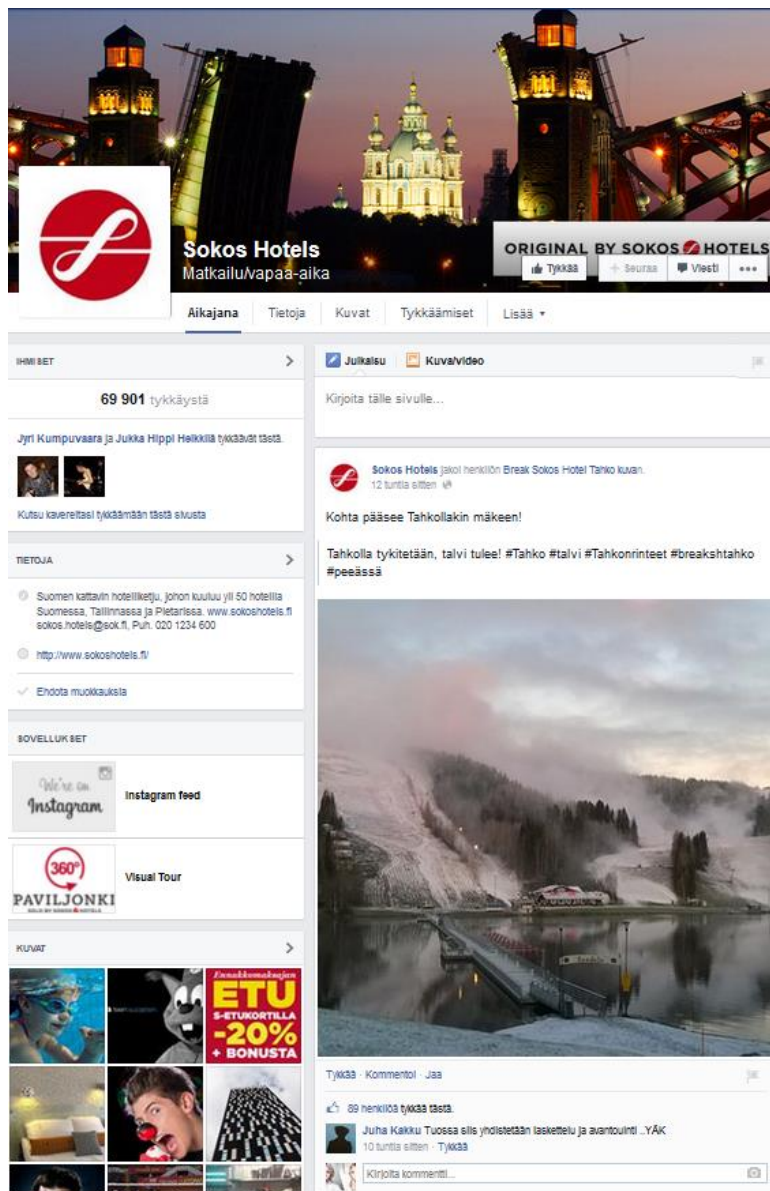 ORIGINAL BY SOKOS HOTELS
Sokos Hotels
Matkailu/vapaa-aika
Tykkää
+ Seuraa
Viesti
Aikajana
Tietoja
Kuvat
Tykkäämiset
Lisää
IHMISET
69 901 tykkäystä
Jyri Kumpuvaara ja Jukka Hippi Heikkilä tykkäävät tästä.
Kutsu kavereitasi tykkäämään tästä sivusta
TIETOJA
Suomen kattavin hotelliketju, johon kuuluu yli 50 hotellia
Suomessa, Tallinnassa ja Pietarissa. www.sokoshotels.fi
sokos.hotels@sok.fi, Puh. 020 1234 600
http://www.sokoshotels.fi/
Ehdota muokkauksia
SOVELLUKSET
We're on
Instagram
Instagram feed
360°
PAVILJONKI
SOLO BY SOKOS HOTELS
Visual Tour
KUVAT
Ennakkomaksajan
ETU
S-ETUKORTILLA
-20%
+ BONUSTA
Julkaisu
Kuva/video
Kirjoita tälle sivulle...
Sokos Hotels jakoi henkilön Break Sokos Hotel Tahko kuvan.
12 tuntia sitten
Kohta pääsee Tahkollakin mäkeen!
Tahkolla tykitetään, talvi tulee! #Tahko #talvi #Tahkonrinteet #breakshtahko
#peeässä
Tykkää · Kommentoi · Jaa
89 henkilöä tykkää tästä.
Juha Kakku Tuossa siis yhdistetään laskettelu ja avantouinti ..YÄK
10 tuntia sitten · Tykkää
Kirjoita kommentti...